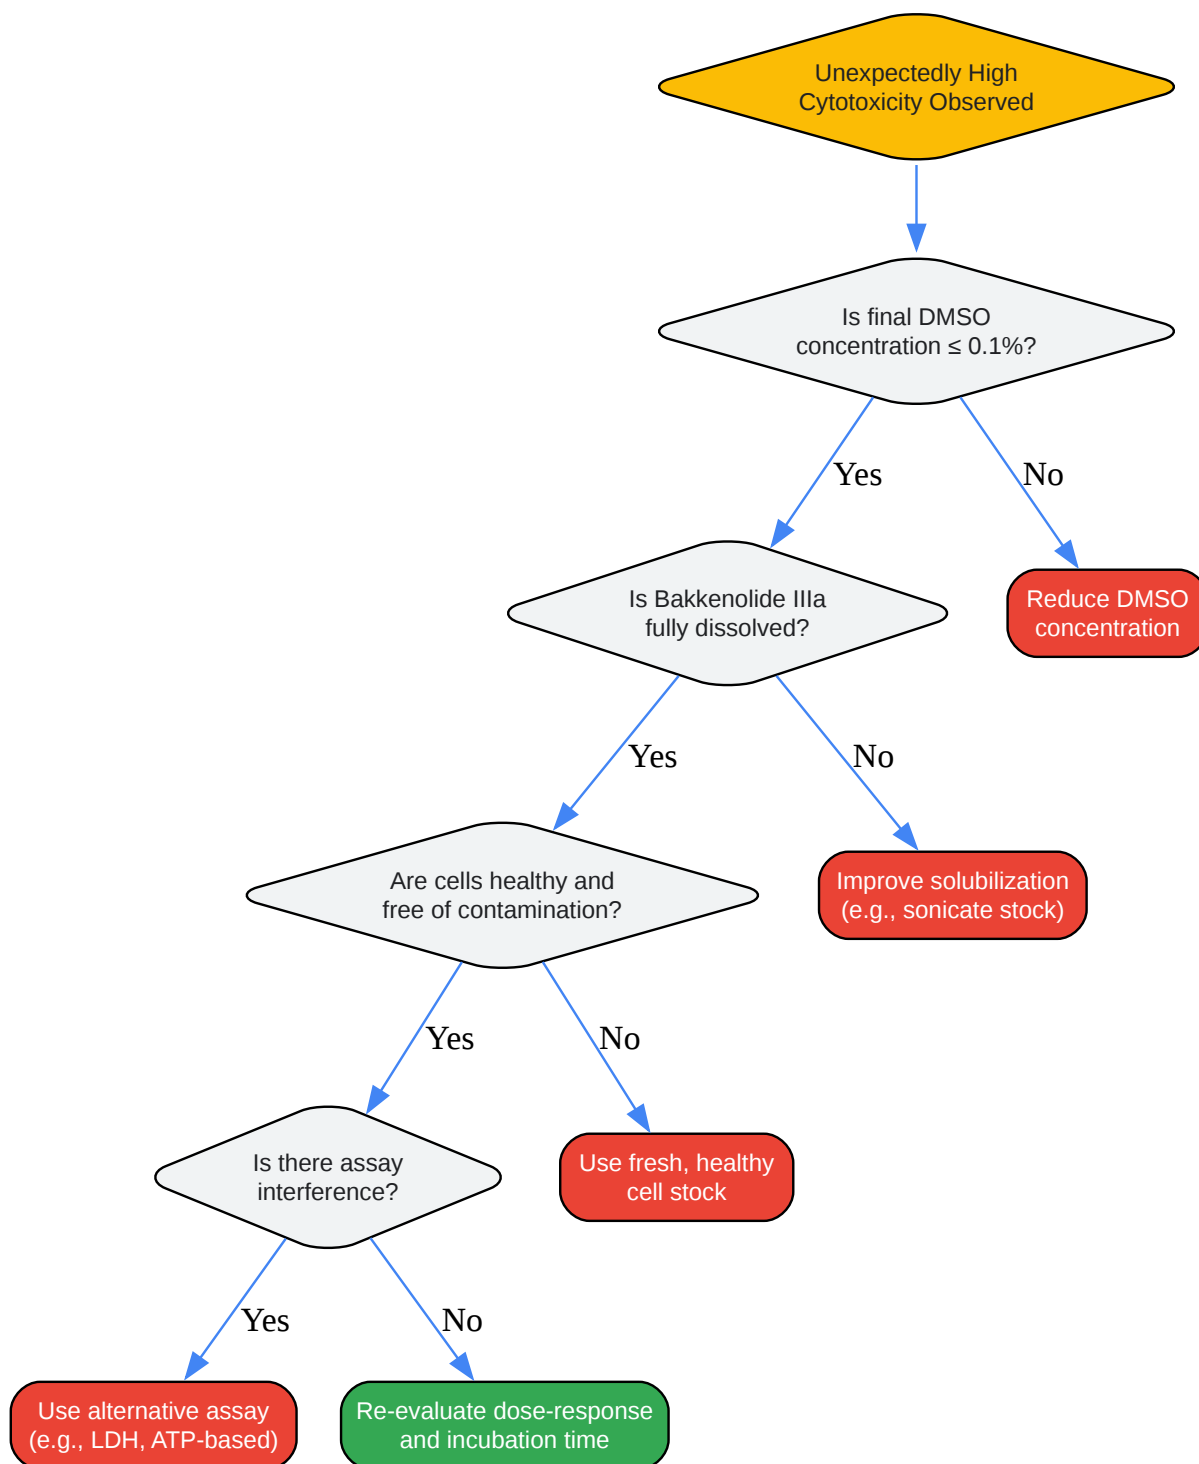 Unexpectedly High
Cytotoxicity Observed
Is final DMSO
concentration ≤ 0.1%?
Yes
No
Is Bakkenolide IIIa
fully dissolved?
Reduce DMSO
concentration
Yes
No
Are cells healthy and
free of contamination?
Improve solubilization
(e.g., sonicate stock)
Yes
No
Is there assay
interference?
Use fresh, healthy
cell stock
Yes
No
Use alternative assay
(e.g., LDH, ATP-based)
Re-evaluate dose-response
and incubation time